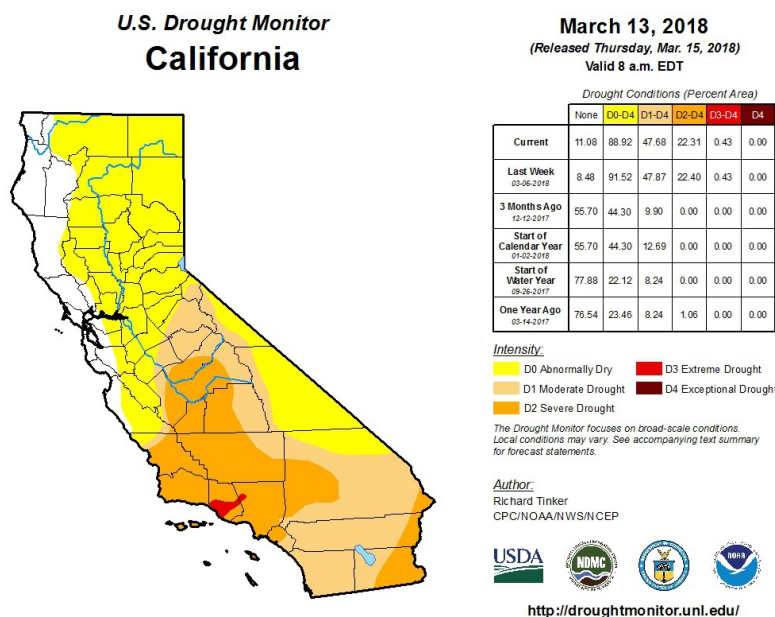 U.S. Drought Monitor
California
March 13, 2018
(Released Thursday, Mar. 15, 2018)
Valid 8 a.m. EDT
Drought Conditions (Percent Area)
None D0-D4 D1-D4 D2-D4 D3-D4 D4
Current 11.08 88.92 47.68 22.31 0.43 0.00
Last Week
03-06-2018
8.48 91.52 47.87 22.40 0.43 0.00
3 Months Ago
12-12-2017
55.70 44.30 9.90 0.00 0.00 0.00
Start of
Calendar Year
01-02-2018
55.70 44.30 12.69 0.00 0.00 0.00
Start of
Water Year
09-26-2017
77.88 22.12 8.24 0.00 0.00 0.00
One Year Ago
03-14-2017
76.54 23.46 8.24 1.06 0.00 0.00
Intensity:
D0 Abnormally Dry
D1 Moderate Drought
D2 Severe Drought
D3 Extreme Drought
D4 Exceptional Drought
The Drought Monitor focuses on broad-scale conditions.
Local conditions may vary. See accompanying text summary
for forecast statements.
Author:
Richard Tinker
CPC/NOAA/NWS/NCEP
USDA
NDMC
NOAA
http://droughtmonitor.unl.edu/